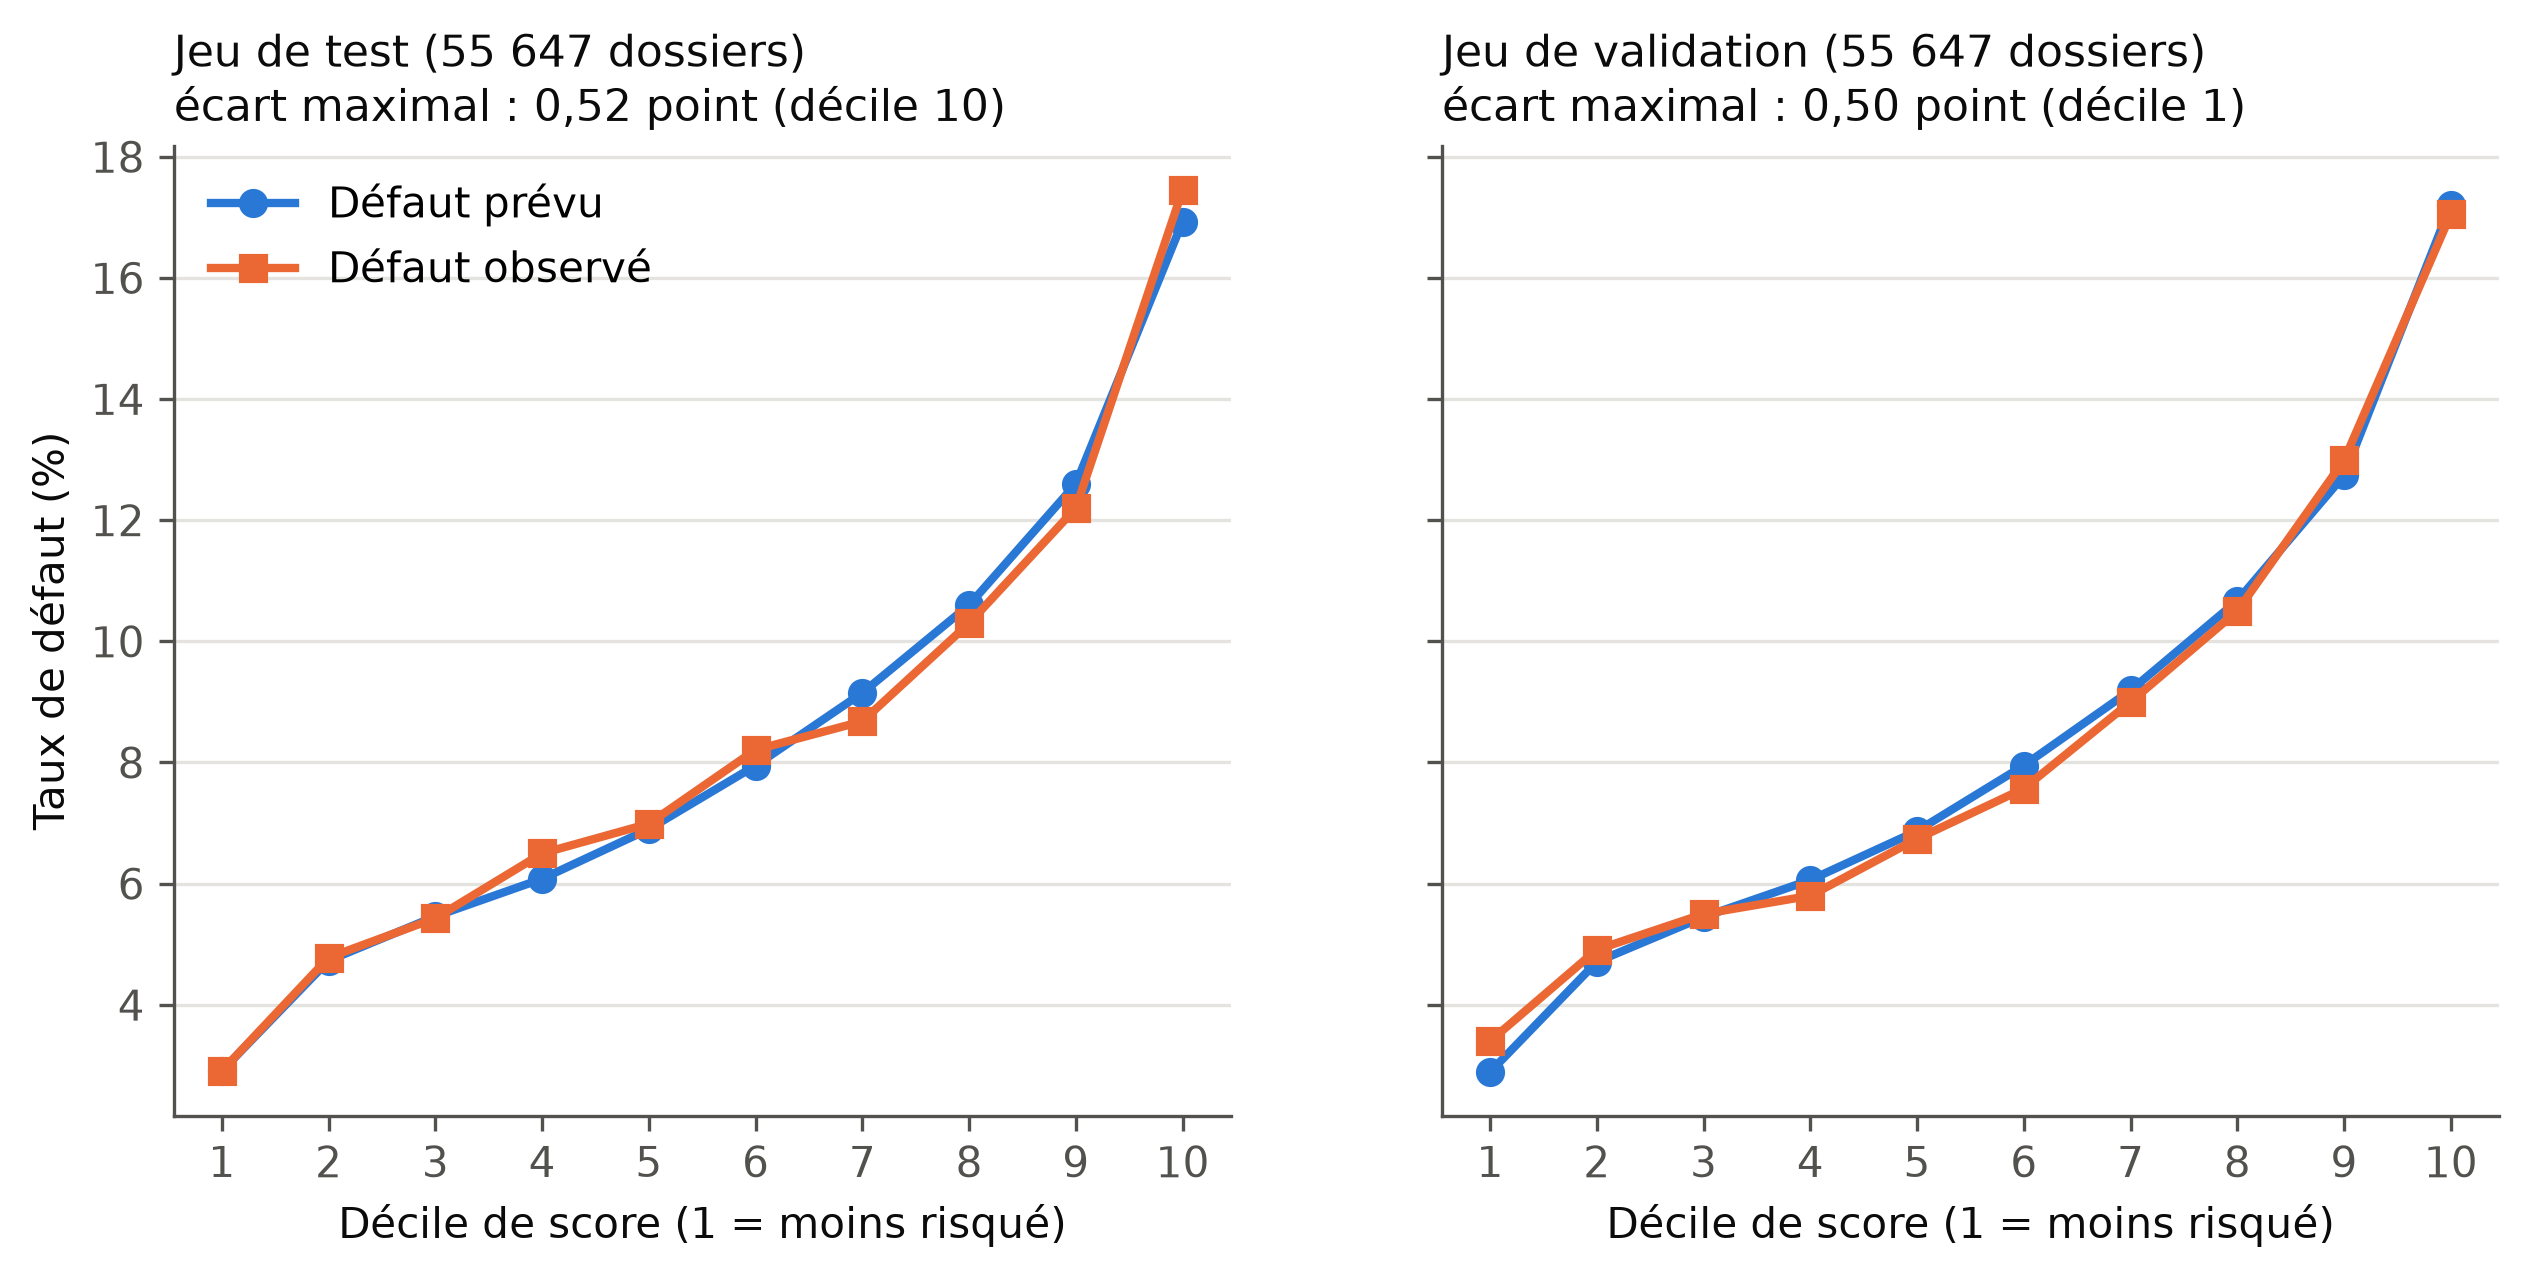 Jeu de test (55 647 dossiers)
écart maximal : 0,52 point (décile 10)
Jeu de validation (55 647 dossiers)
écart maximal : 0,50 point (décile 1)
Défaut prévu
Défaut observé
Taux de défaut (%)
18
16
14
12
10
8
6
4
1 2 3 4 5 6 7 8 9 10
Décile de score (1 = moins risqué)
1 2 3 4 5 6 7 8 9 10
Décile de score (1 = moins risqué)